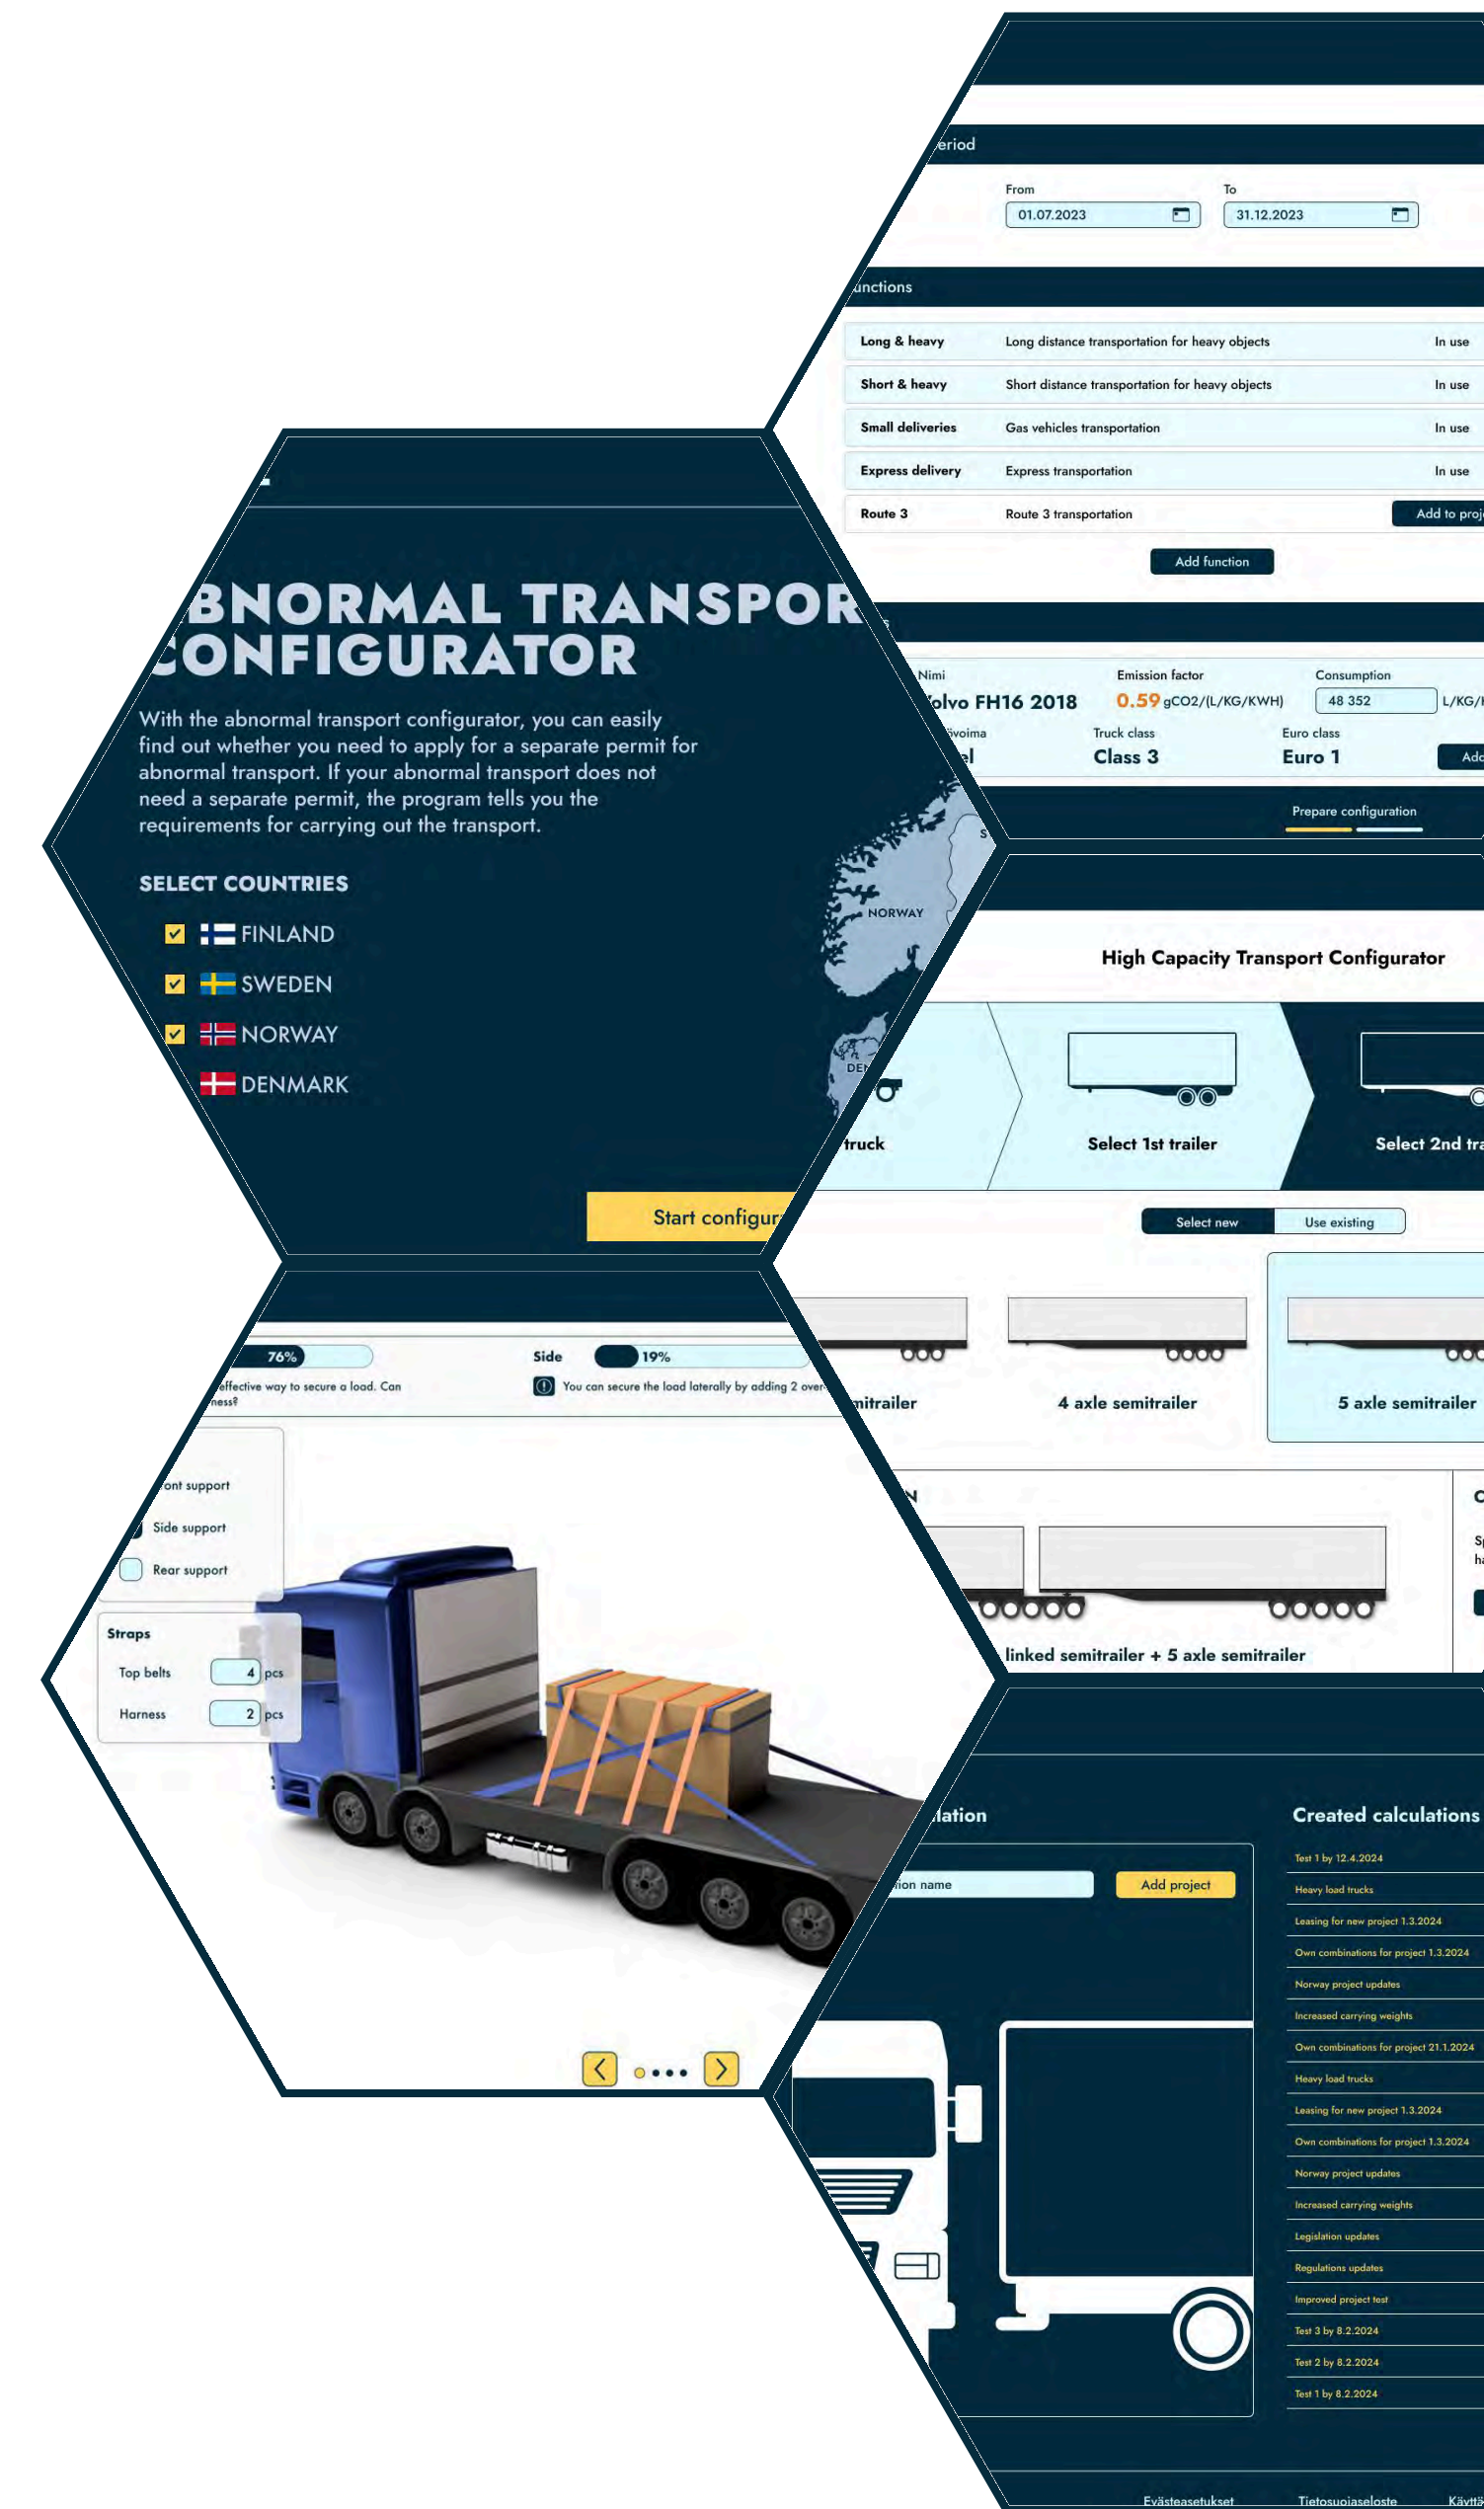 eriod
From
To
01.07.2023
31.12.2023
unctions
Long & heavy
Long distance transportation for heavy objects
In use
Short & heavy
Short distance transportation for heavy objects
In use
Small deliveries
Gas vehicles transportation
In use
Express delivery
Express transportation
In use
Route 3
Route 3 transportation
Add to proj
Add function
s
Nimi
Emission factor
Consumption
Volvo FH16 2018
0.59 gCO2/(L/KG/KWH)
48 352
L/KG/
övoima
Truck class
Euro class
el
Class 3
Euro 1
Add
Prepare configuration
BNORMAL TRANSPOR
CONFIGURATOR
With the abnormal transport configurator, you can easily
find out whether you need to apply for a separate permit for
abnormal transport. If your abnormal transport does not
need a separate permit, the program tells you the
requirements for carrying out the transport.
SELECT COUNTRIES
FINLAND
SWEDEN
NORWAY
DENMARK
S
NORWAY
DEN
Start configur
High Capacity Transport Configurator
truck
Select 1st trailer
Select 2nd tra
Select new
Use existing
mitrailer
4 axle semitrailer
5 axle semitrailer
N
C
Sp
ha
linked semitrailer + 5 axle semitrailer
76%
Side
19%
effective way to secure a load. Can
ness?
You can secure the load laterally by adding 2 over-
ont support
Side support
Rear support
Straps
Top belts
4 pcs
Harness
2 pcs
lation
ion name
Add project
Created calculations
Test 1 by 12.4.2024
Heavy load trucks
Leasing for new project 1.3.2024
Own combinations for project 1.3.2024
Norway project updates
Increased carrying weights
Own combinations for project 21.1.2024
Heavy load trucks
Leasing for new project 1.3.2024
Own combinations for project 1.3.2024
Norway project updates
Increased carrying weights
Legislation updates
Regulations updates
Improved project test
Test 3 by 8.2.2024
Test 2 by 8.2.2024
Test 1 by 8.2.2024
Evästeasetukset
Tietosuojaseloste
Käyttä